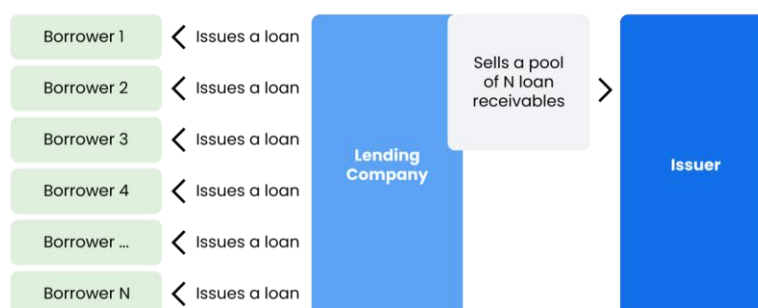 Borrower 1
Issues a loan
Borrower 2
Issues a loan
Borrower 3
Issues a loan
Borrower 4
Issues a loan
Borrower ...
Issues a loan
Borrower N
Issues a loan
Lending
Company
Sells a pool
of N loan
receivables
Issuer